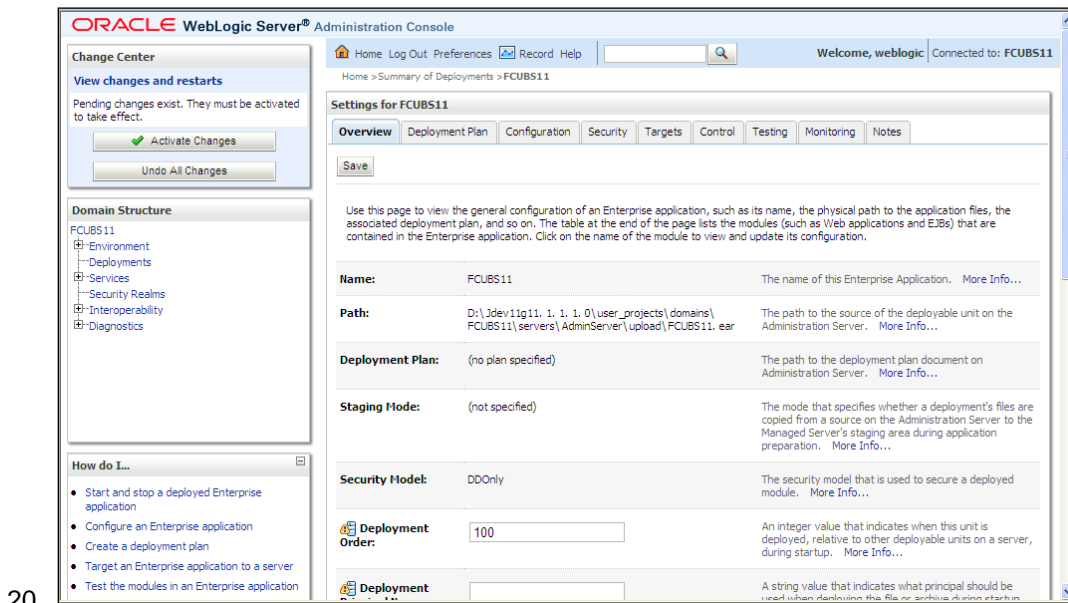 ORACLE WebLogic Server® Administration Console
Change Center
View changes and restarts
Pending changes exist. They must be activated
to take effect.
Activate Changes
Undo All Changes
Domain Structure
FCUBS11
Environment
Deployments
Services
Security Realms
Interoperability
Diagnostics
How do I...
Start and stop a deployed Enterprise
application
Configure an Enterprise application
Create a deployment plan
Target an Enterprise application to a server
Test the modules in an Enterprise application
Home Log Out Preferences Record Help
Welcome, weblogic Connected to: FCUBS11
Home >Summary of Deployments >FCUBS11
Settings for FCUBS11
Overview Deployment Plan Configuration Security Targets Control Testing Monitoring Notes
Save
Use this page to view the general configuration of an Enterprise application, such as its name, the physical path to the application files, the
associated deployment plan, and so on. The table at the end of the page lists the modules (such as Web applications and EJBs) that are
contained in the Enterprise application. Click on the name of the module to view and update its configuration.
Name: FCUBS11 The name of this Enterprise Application. More Info...
Path: D:\Jdev11g11. 1. 1. 1. 0\user_projects\domains\ The path to the source of the deployable unit on the
FCUBS11\servers\AdminServer\upload\FCUBS11. ear Administration Server. More Info...
Deployment Plan: (no plan specified) The path to the deployment plan document on
Administration Server. More Info...
Staging Mode: (not specified) The mode that specifies whether a deployment's files are
copied from a source on the Administration Server to the
Managed Server's staging area during application
preparation. More Info...
Security Model: DDOnly The security model that is used to secure a deployed
module. More Info...
Deployment Order: 100 An integer value that indicates when this unit is
deployed, relative to other deployable units on a server,
during startup. More Info...
Deployment A string value that indicates what principal should be
used when deploying the file or archive during startup
20